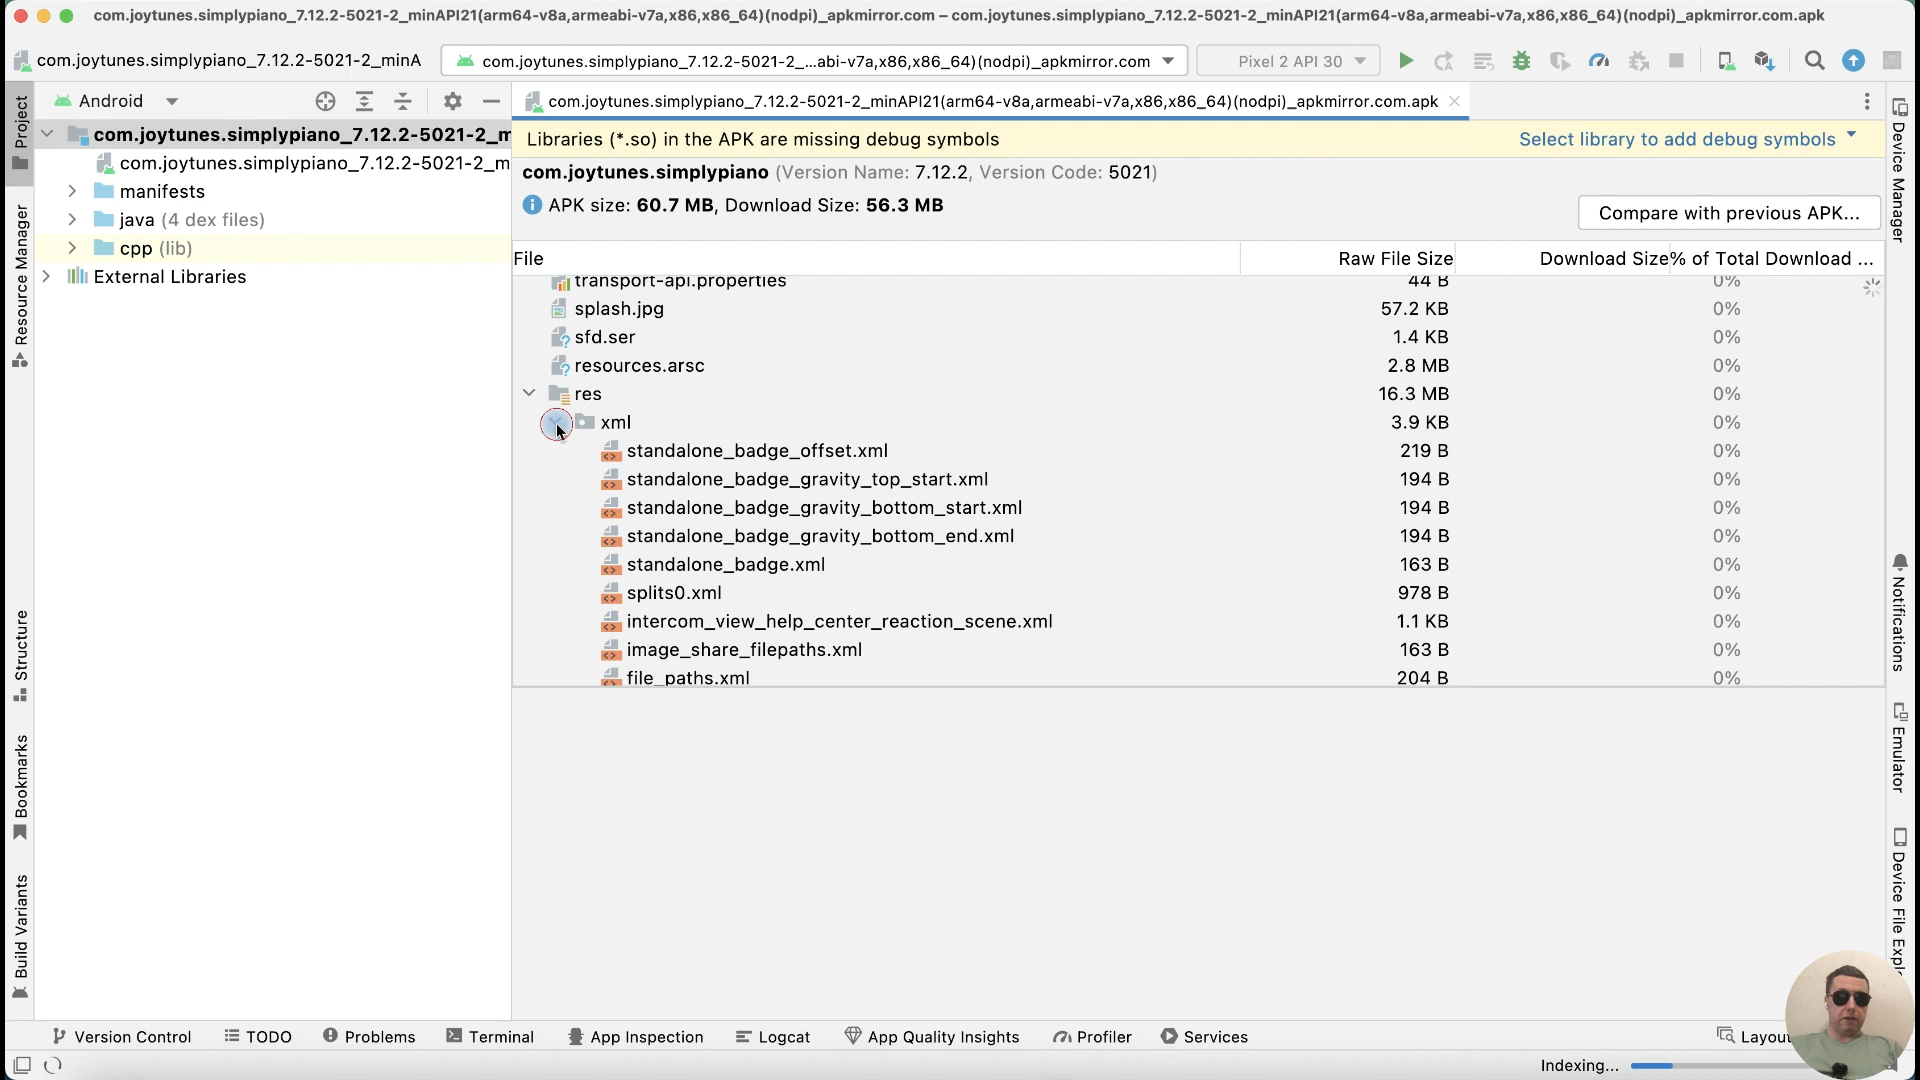 com.joytunes.simplypiano_7.12.2-5021-2_minAPI21(arm64-v8a,armeabi-v7a,x86,x86_64)(nodpi)_apkmirror.com – com.joytunes.simplypiano_7.12.2-5021-2_minAPI21(arm64-v8a,armeabi-v7a,x86,x86_64)(nodpi)_apkmirror.com.apk
com.joytunes.simplypiano_7.12.2-5021-2_minA
com.joytunes.simplypiano_7.12.2-5021-2_...abi-v7a,x86,x86_64)(nodpi)_apkmirror.com
Pixel 2 API 30
Project
Resource Manager
Structure
Bookmarks
Build Variants
Android
com.joytunes.simplypiano_7.12.2-5021-2_m
com.joytunes.simplypiano_7.12.2-5021-2_m
manifests
java (4 dex files)
cpp (lib)
External Libraries
com.joytunes.simplypiano_7.12.2-5021-2_minAPI21(arm64-v8a,armeabi-v7a,x86,x86_64)(nodpi)_apkmirror.com.apk
Libraries (*.so) in the APK are missing debug symbols
Select library to add debug symbols
com.joytunes.simplypiano (Version Name: 7.12.2, Version Code: 5021)
APK size: 60.7 MB, Download Size: 56.3 MB
Compare with previous APK...
File Raw File Size Download Size % of Total Download ...
transport-api.properties 44 B 0%
splash.jpg 57.2 KB 0%
sfd.ser 1.4 KB 0%
resources.arsc 2.8 MB 0%
res 16.3 MB 0%
xml 3.9 KB 0%
standalone_badge_offset.xml 219 B 0%
standalone_badge_gravity_top_start.xml 194 B 0%
standalone_badge_gravity_bottom_start.xml 194 B 0%
standalone_badge_gravity_bottom_end.xml 194 B 0%
standalone_badge.xml 163 B 0%
splits0.xml 978 B 0%
intercom_view_help_center_reaction_scene.xml 1.1 KB 0%
image_share_filepaths.xml 163 B 0%
file_paths.xml 204 B 0%
Device Manager
Notifications
Emulator
Device File Expl
Version Control TODO Problems Terminal App Inspection Logcat App Quality Insights Profiler Services Layou
Indexing...